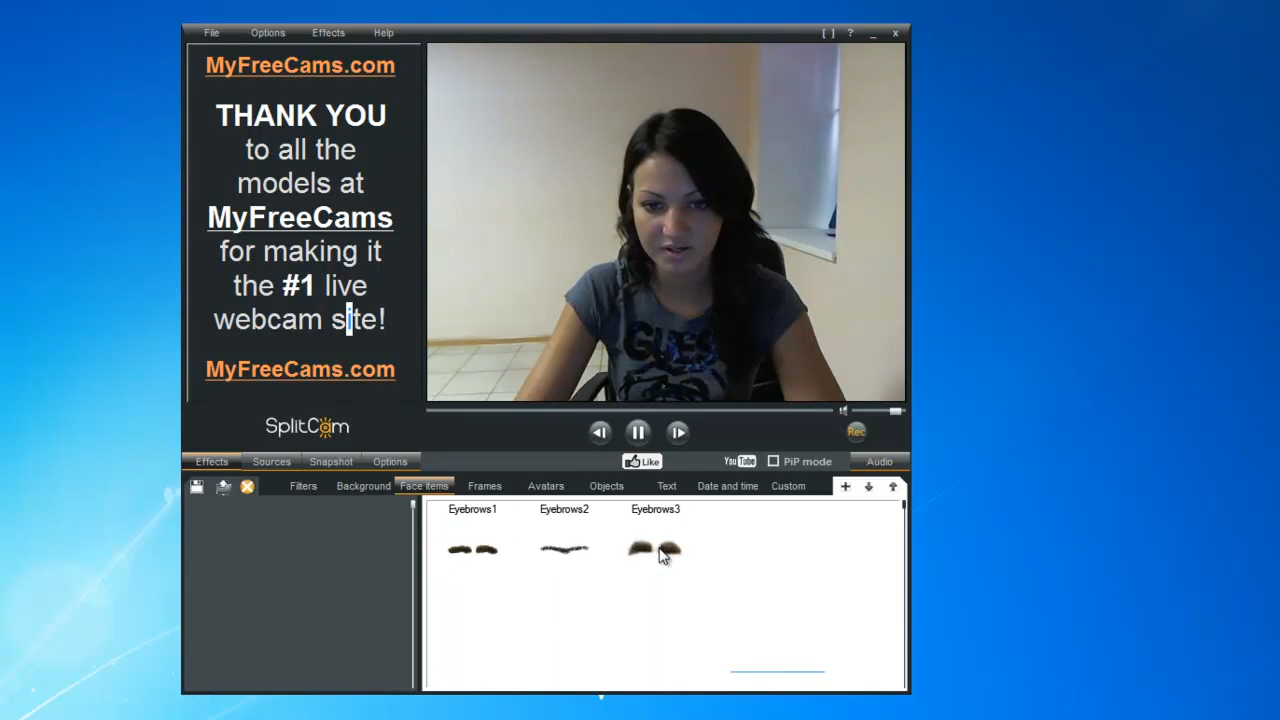 File Options Effects Help [ ] ? _ x
MyFreeCams.com
THANK YOU
to all the
models at
MyFreeCams
for making it
the #1 live
webcam site!
MyFreeCams.com
GUESS
SplitCam
Rec
Effects Sources Snapshot Options Like You Tube PiP mode Audio
Filters Background Face items Frames Avatars Objects Text Date and time Custom
Eyebrows1 Eyebrows2 Eyebrows3